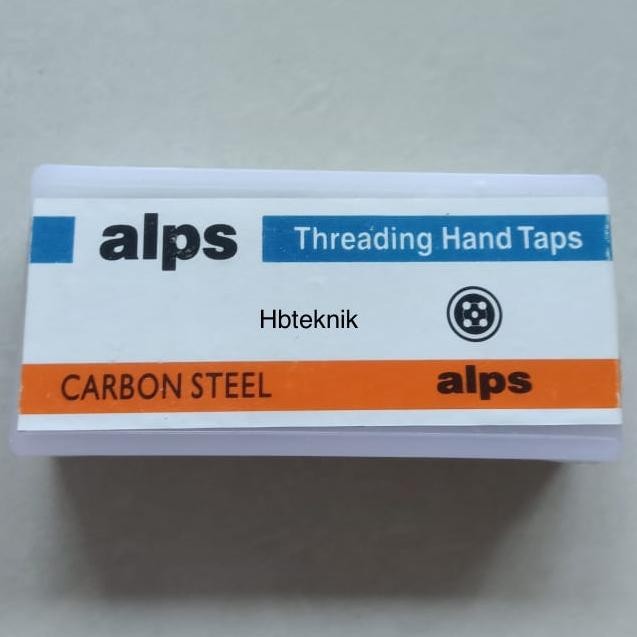 alps
Threading Hand Taps
Hbteknik
CARBON STEEL
alps